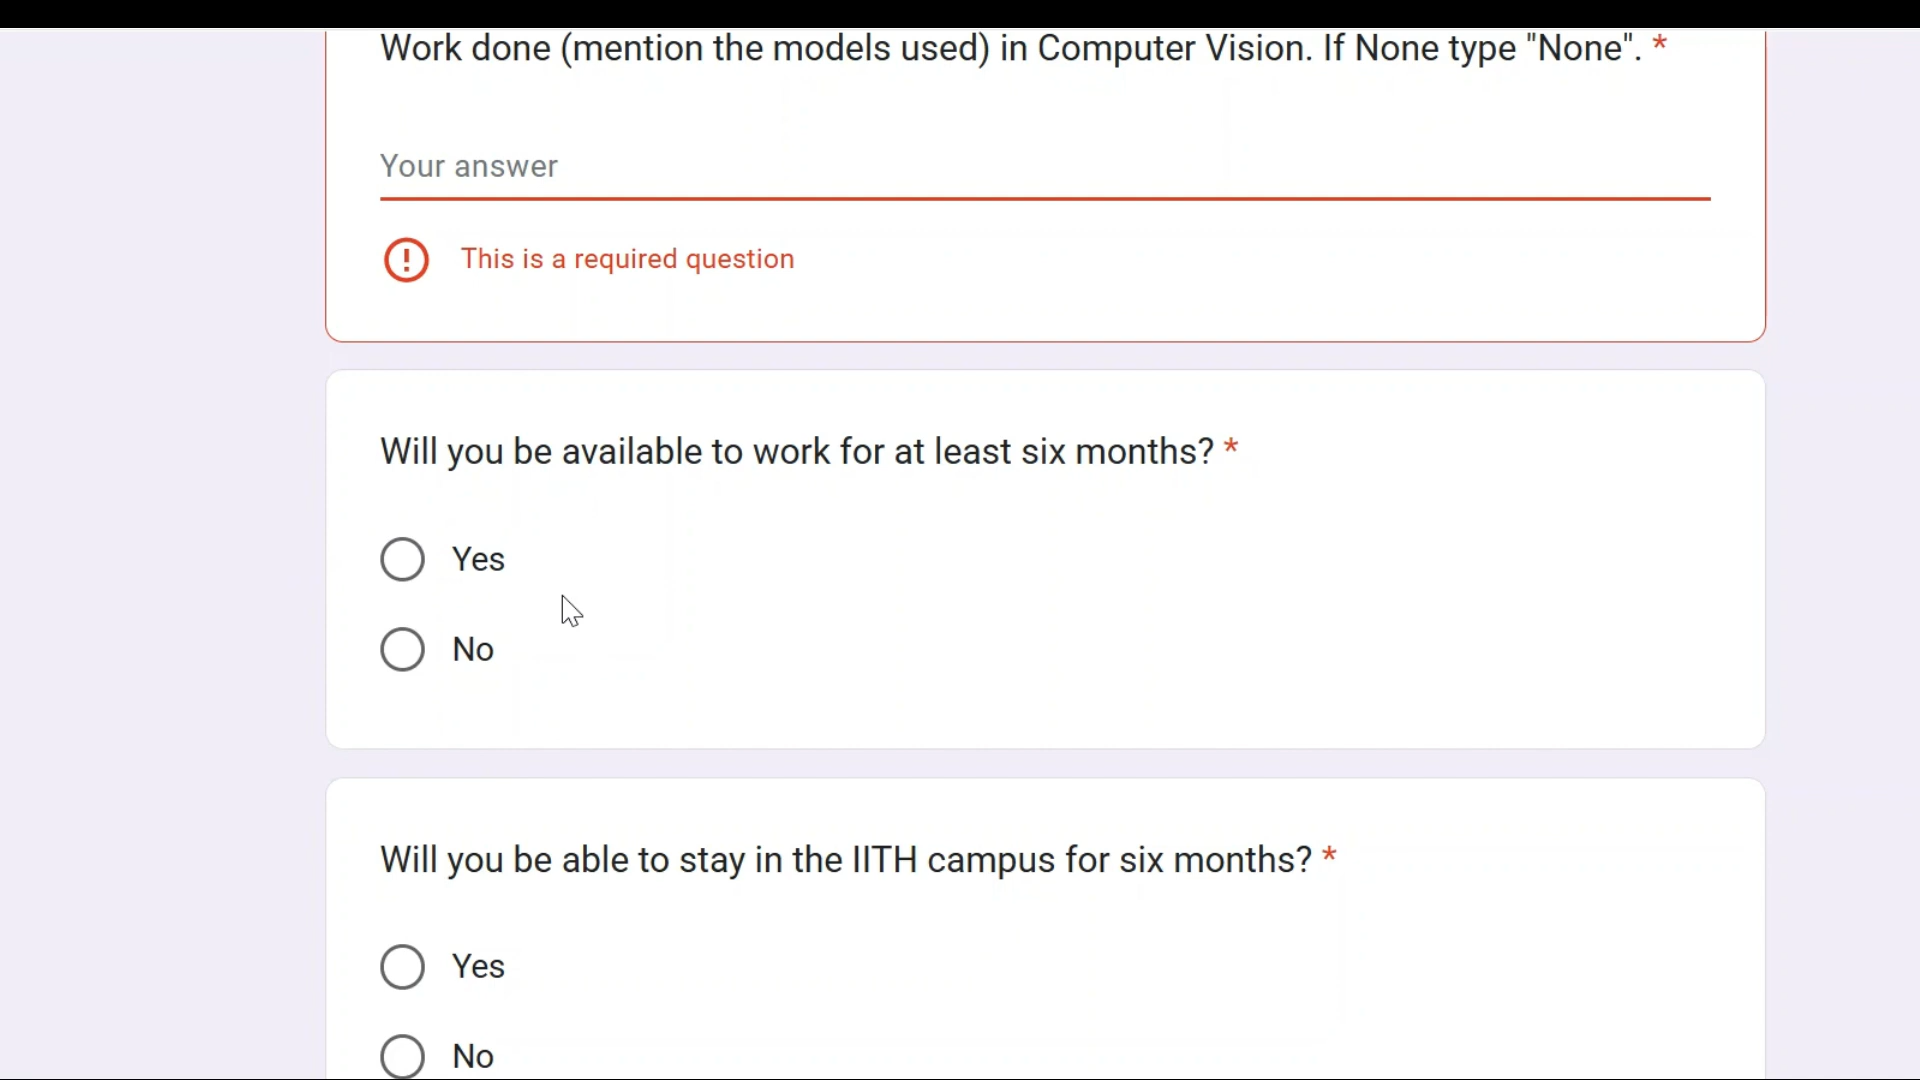 Work done (mention the models used) in Computer Vision. If None type "None". *
Your answer
This is a required question
Will you be available to work for at least six months? *
Yes
No
Will you be able to stay in the IITH campus for six months? *
Yes
No